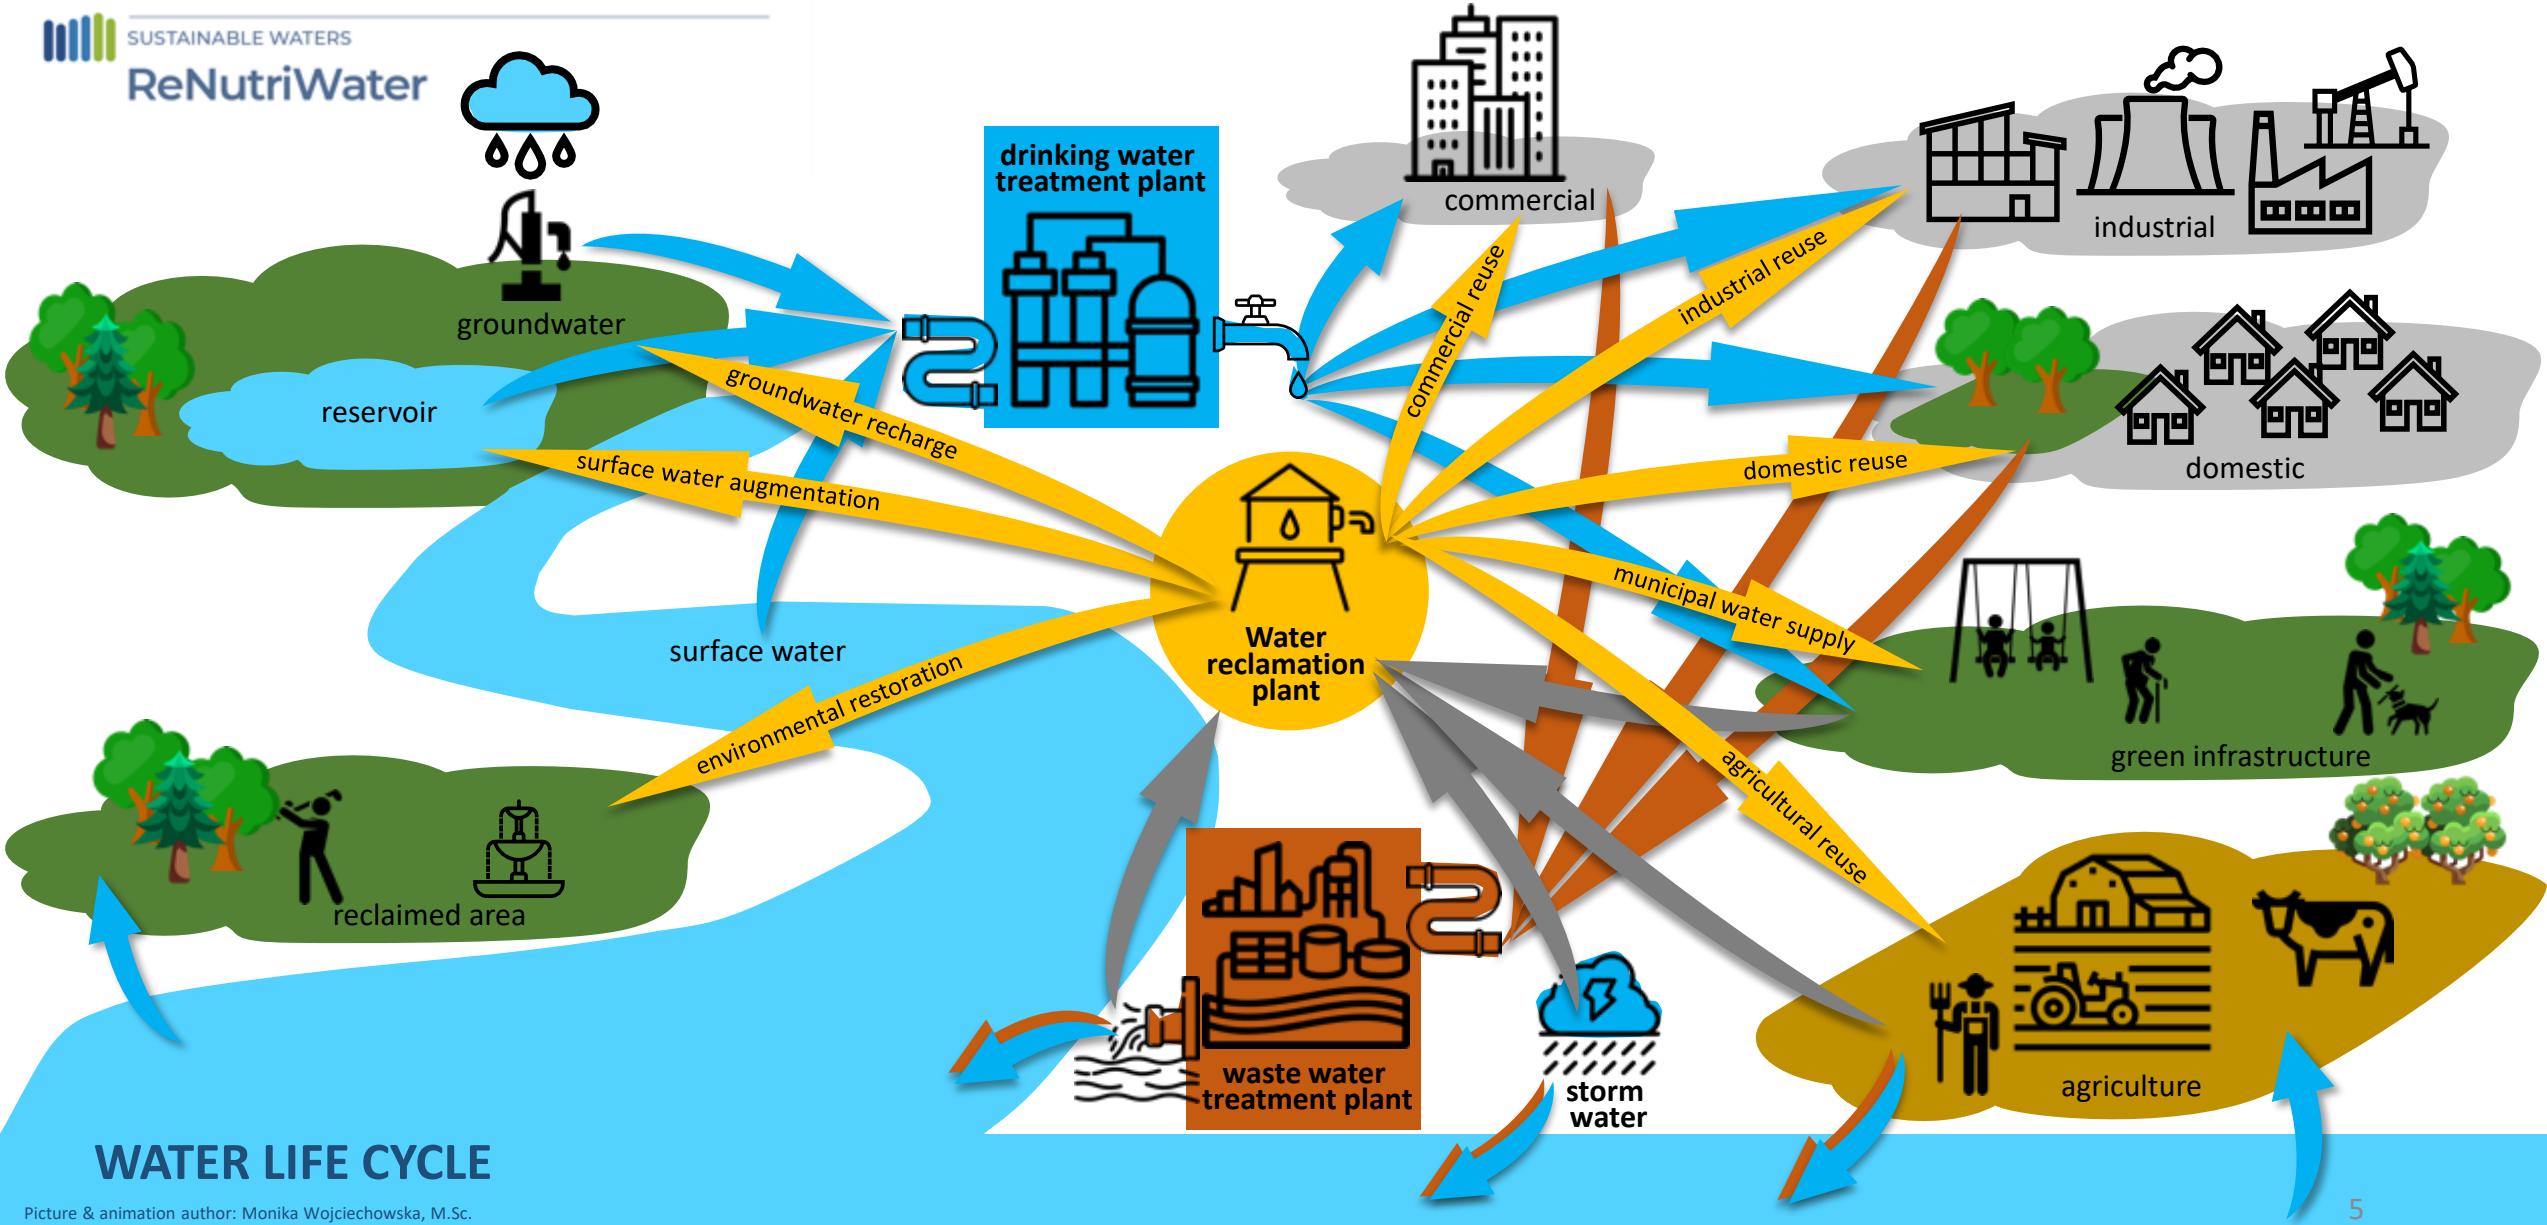 SUSTAINABLE WATERS
ReNutriWater
drinking water
treatment plant
commercial
industrial
groundwater
reservoir
groundwater recharge
surface water augmentation
commercial reuse
industrial reuse
domestic reuse
domestic
municipal water supply
Water
reclamation
plant
surface water
environmental restoration
green infrastructure
agricultural reuse
reclaimed area
waste water
treatment plant
storm
water
agriculture
WATER LIFE CYCLE
Picture & animation author: Monika Wojciechowska, M.Sc.
5